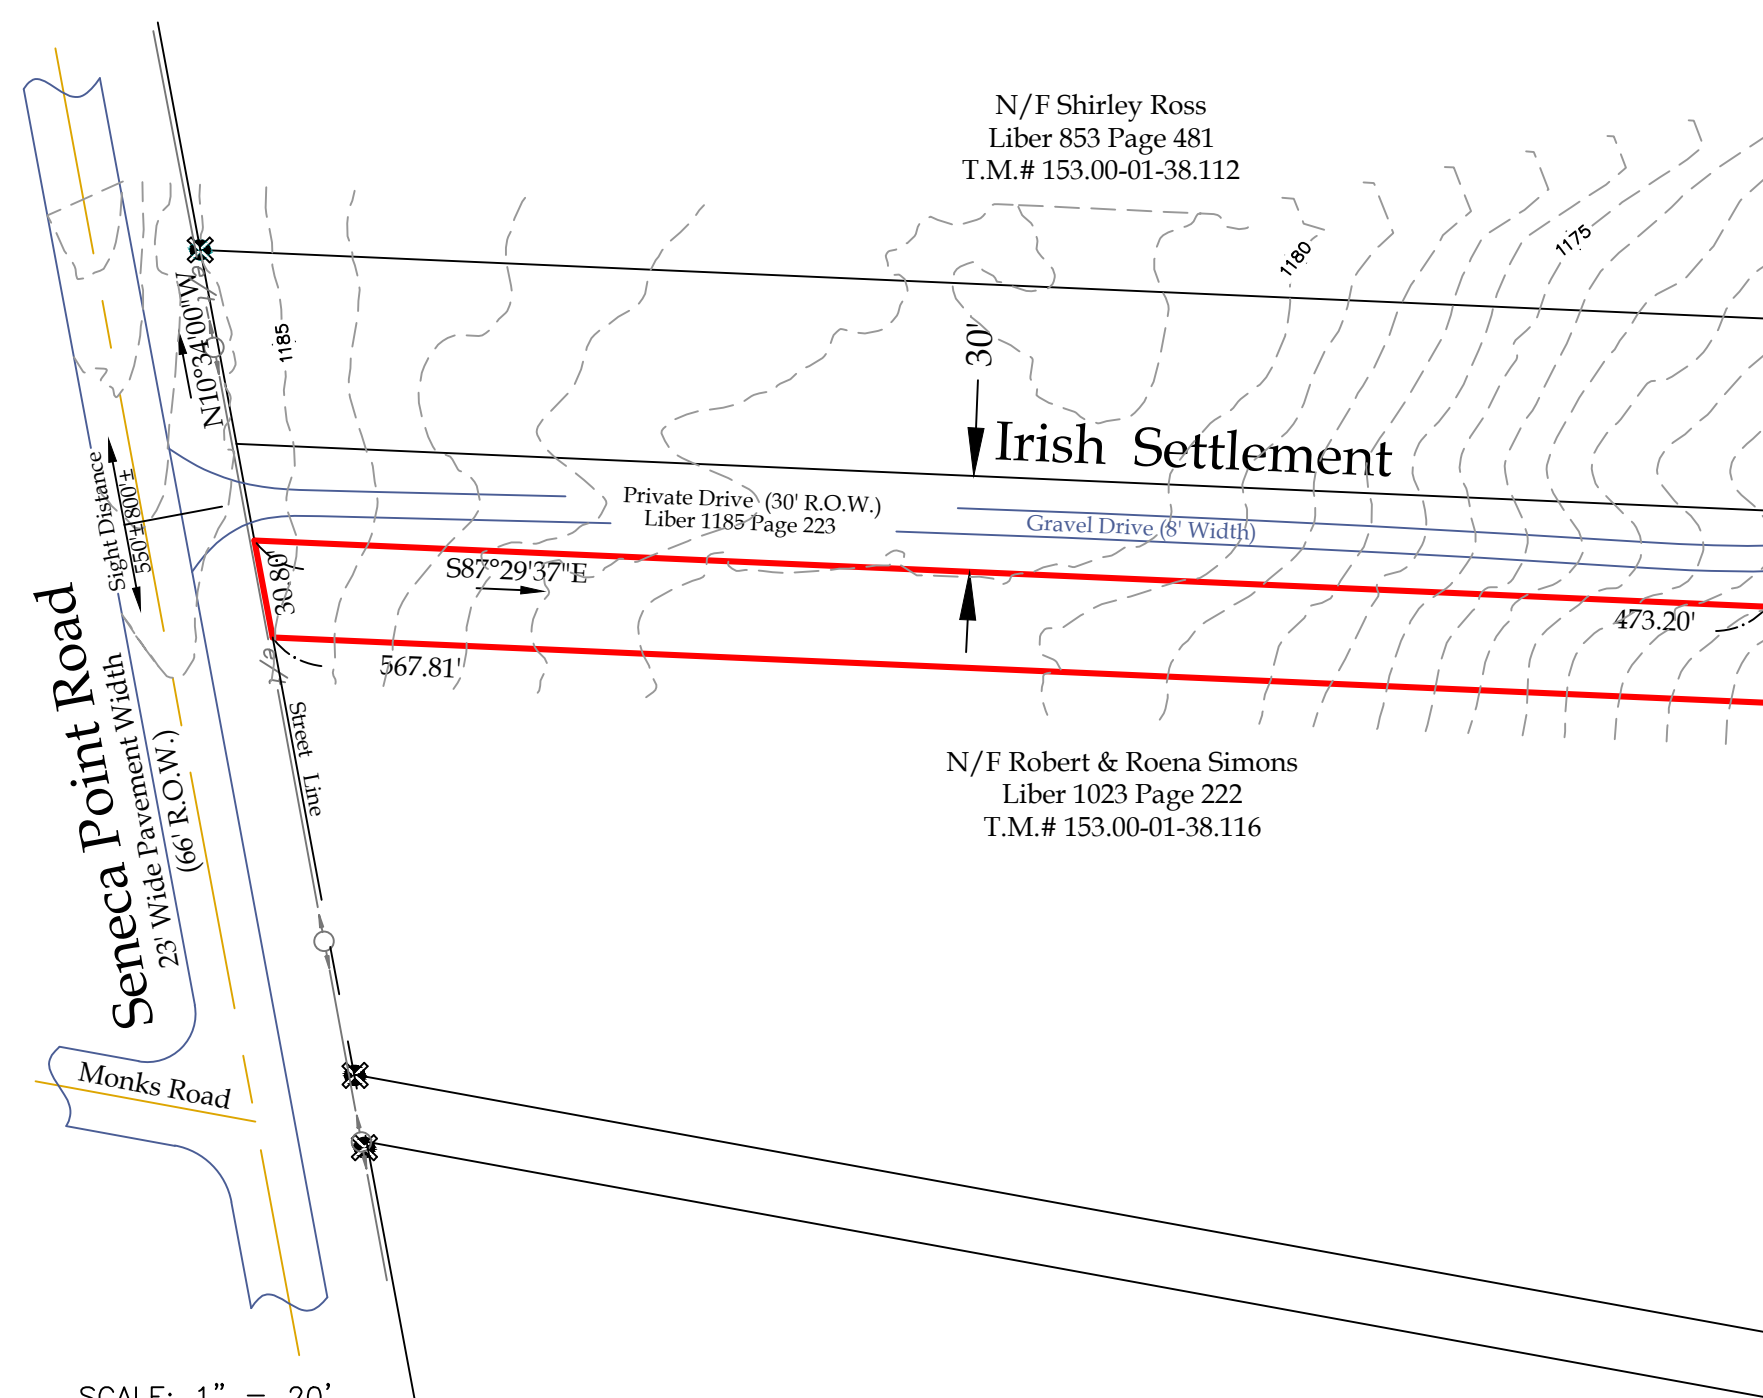 N/F Shirley Ross
Liber 853 Page 481
T.M.# 153.00-01-38.112
1180
1175
N10°34'00"W
1185
30'
Irish Settlement
Private Drive (30' R.O.W.)
Liber 1185 Page 223
Gravel Drive (8' Width)
Sight Distance
550'± 800'±
30.80'
S87°29'37"E
473.20'
567.81'
Seneca Point Road
23' Wide Pavement Width
(66' R.O.W.)
Street Line
N/F Robert & Roena Simons
Liber 1023 Page 222
T.M.# 153.00-01-38.116
Monks Road
SCALE: 1" = 20'